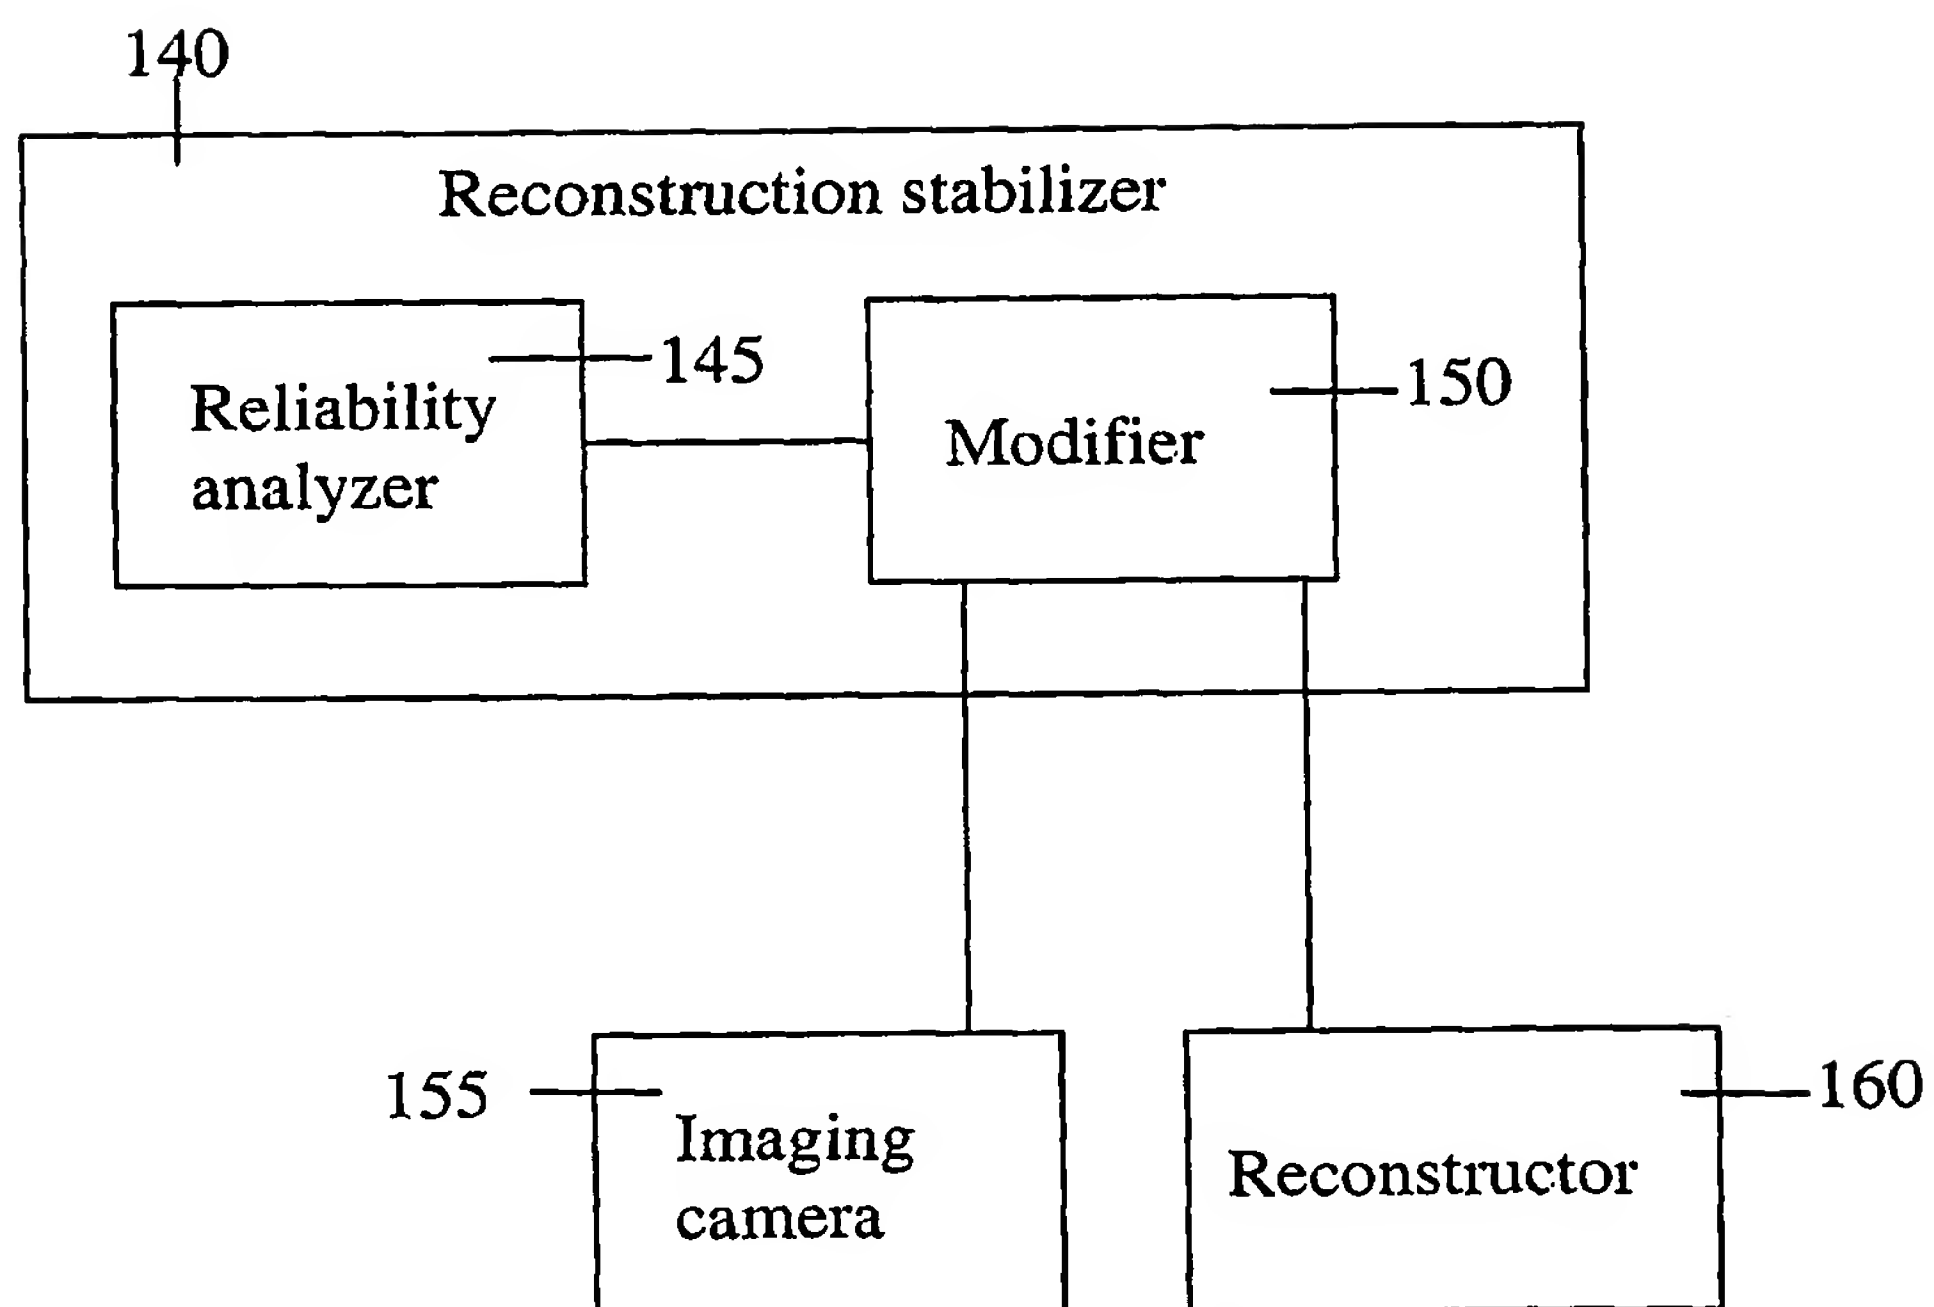 140
Reconstruction stabilizer
145
Reliability
analyzer
150
Modifier
155
Imaging
camera
160
Reconstructor